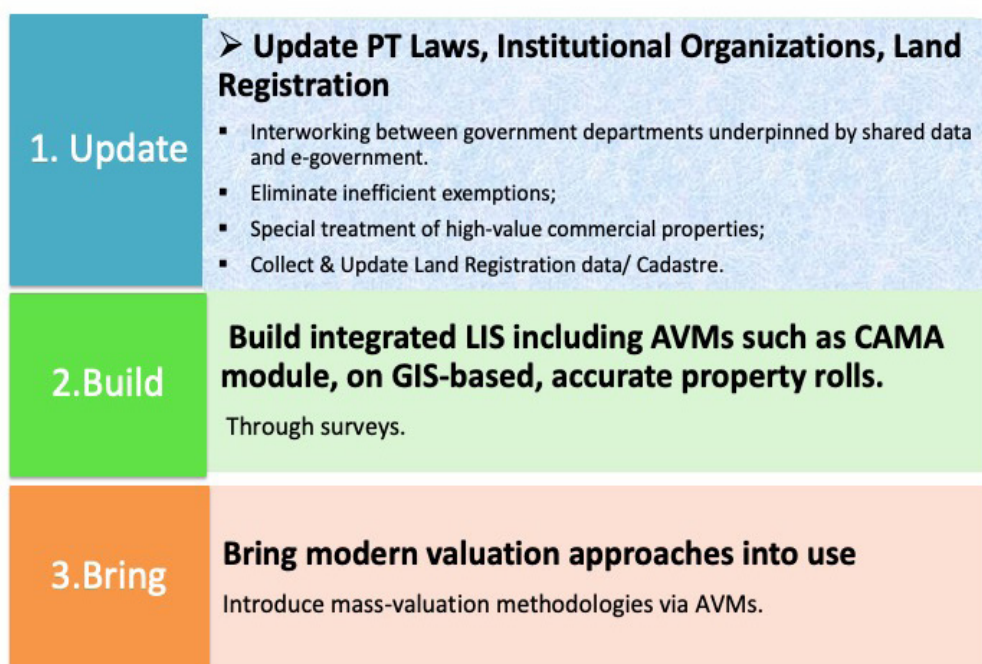 1. Update
➢ Update PT Laws, Institutional Organizations, Land
Registration
▪ Interworking between government departments underpinned by shared data
and e-government.
▪ Eliminate inefficient exemptions;
▪ Special treatment of high-value commercial properties;
▪ Collect & Update Land Registration data/ Cadastre.
2.Build
Build integrated LIS including AVMs such as CAMA
module, on GIS-based, accurate property rolls.
Through surveys.
3.Bring
Bring modern valuation approaches into use
Introduce mass-valuation methodologies via AVMs.